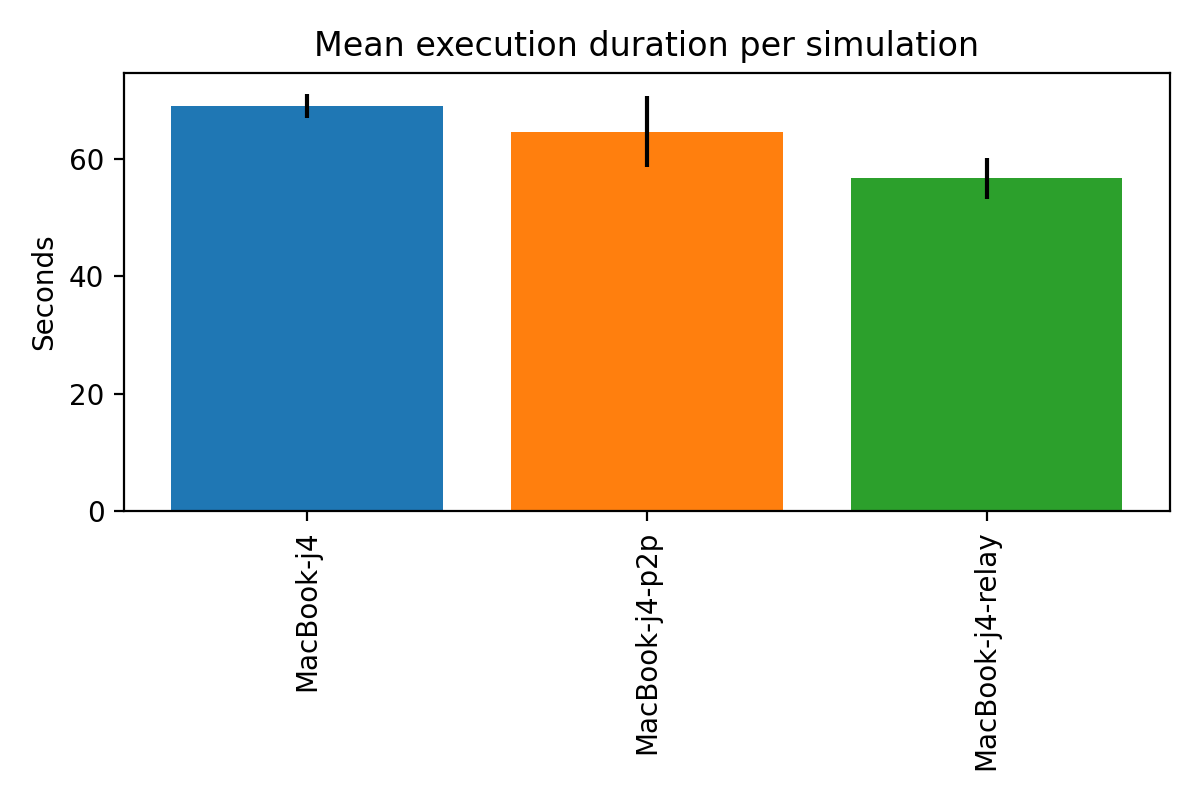 Mean execution duration per simulation
Seconds
60
40
20
0
MacBook-j4
MacBook-j4-p2p
MacBook-j4-relay